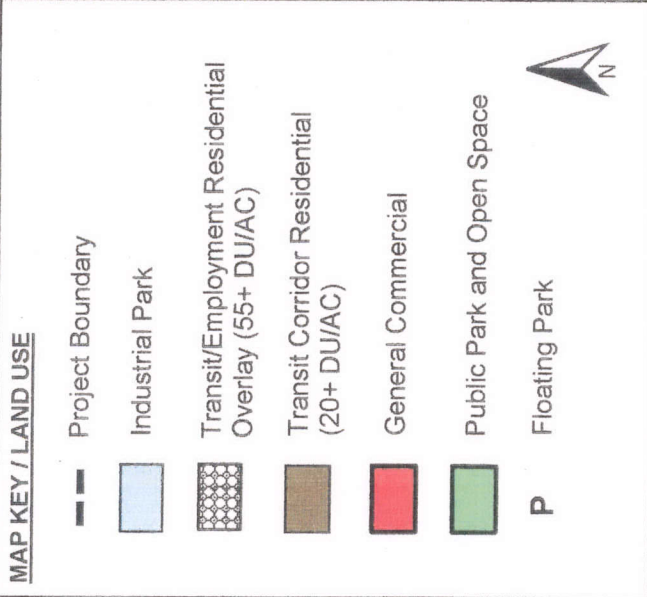 MAP KEY / LAND USE
Project Boundary
Industrial Park
Transit/Employment Residential
Overlay (55+ DU/AC)
Transit Corridor Residential
(20+ DU/AC)
General Commercial
Public Park and Open Space
P Floating Park
N